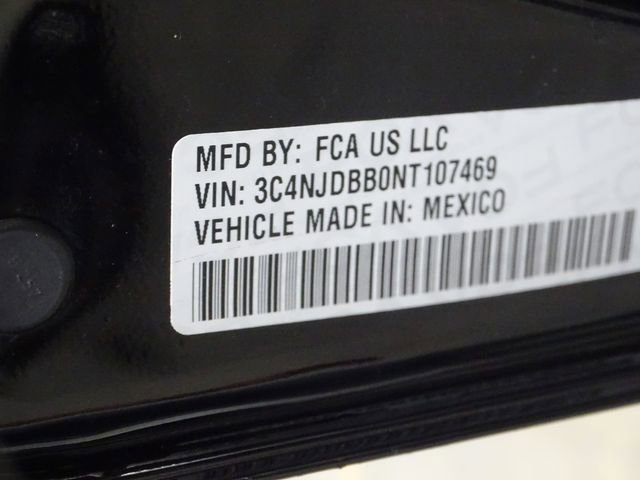 MFD BY: FCA US LLC
VIN: 3C4NJDBB0NT107469
VEHICLE MADE IN: MEXICO